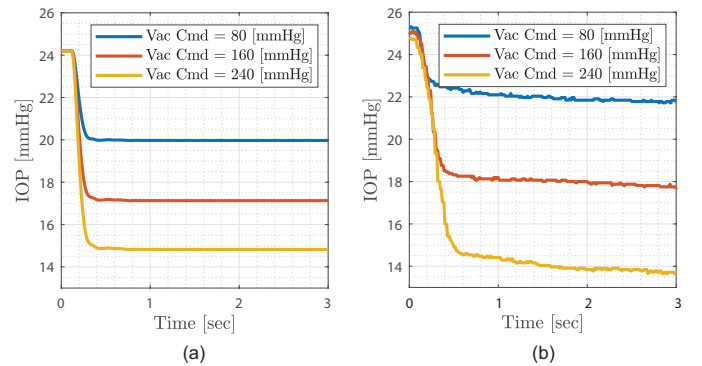 26
24
22
20
18
16
14
IOP [mmHg]
Vac Cmd = 80 [mmHg]
Vac Cmd = 160 [mmHg]
Vac Cmd = 240 [mmHg]
0
1
2
3
Time [sec]
(a)
26
24
22
20
18
16
14
IOP [mmHg]
Vac Cmd = 80 [mmHg]
Vac Cmd = 160 [mmHg]
Vac Cmd = 240 [mmHg]
0
1
2
3
Time [sec]
(b)